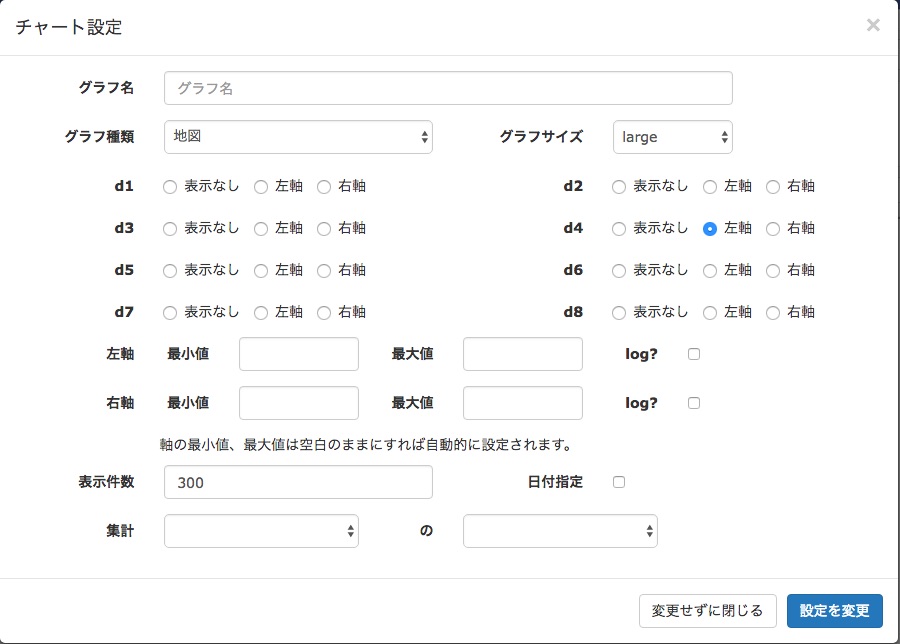 チャート設定 ×
グラフ名 グラフ名
グラフ種類 地図 グラフサイズ large
d1 表示なし 左軸 右軸 d2 表示なし 左軸 右軸
d3 表示なし 左軸 右軸 d4 表示なし 左軸 右軸
d5 表示なし 左軸 右軸 d6 表示なし 左軸 右軸
d7 表示なし 左軸 右軸 d8 表示なし 左軸 右軸
左軸 最小値 最大値 log?
右軸 最小値 最大値 log?
軸の最小値、最大値は空白のままにすれば自動的に設定されます。
表示件数 300 日付指定
集計 の
変更せずに閉じる 設定を変更